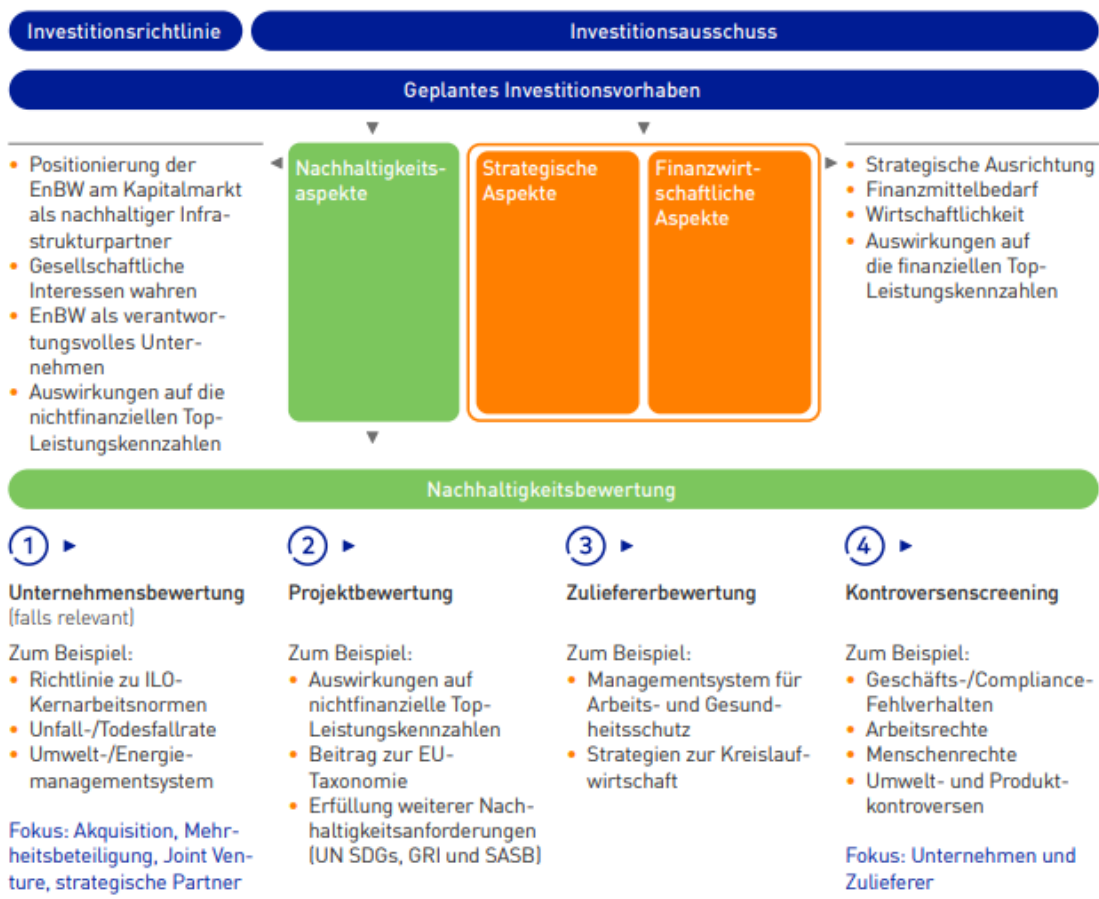 Investitionsrichtlinie
Investitionsausschuss
Geplantes Investitionsvorhaben
• Positionierung der
EnBW am Kapitalmarkt
als nachhaltiger Infra-
strukturpartner
• Gesellschaftliche
Interessen wahren
• EnBW als verantwor-
tungsvolles Unter-
nehmen
• Auswirkungen auf die
nichtfinanziellen Top-
Leistungskennzahlen
Nachhaltigkeits-
aspekte
Strategische
Aspekte
Finanzwirt-
schaftliche
Aspekte
• Strategische Ausrichtung
• Finanzmittelbedarf
• Wirtschaftlichkeit
• Auswirkungen auf
die finanziellen Top-
Leistungskennzahlen
Nachhaltigkeitsbewertung
1
Unternehmensbewertung
(falls relevant)
Zum Beispiel:
• Richtlinie zu ILO-
Kernarbeitsnormen
• Unfall-/Todesfallrate
• Umwelt-/Energie-
managementsystem
Fokus: Akquisition, Mehr-
heitsbeteiligung, Joint Ven-
ture, strategische Partner
2
Projektbewertung
Zum Beispiel:
• Auswirkungen auf
nichtfinanzielle Top-
Leistungskennzahlen
• Beitrag zur EU-
Taxonomie
• Erfüllung weiterer Nach-
haltigkeitsanforderungen
(UN SDGs, GRI und SASB)
3
Zuliefererbewertung
Zum Beispiel:
• Managementsystem für
Arbeits- und Gesund-
heitsschutz
• Strategien zur Kreislauf-
wirtschaft
4
Kontroversenscreening
Zum Beispiel:
• Geschäfts-/Compliance-
Fehlverhalten
• Arbeitsrechte
• Menschenrechte
• Umwelt- und Produkt-
kontroversen
Fokus: Unternehmen und
Zulieferer